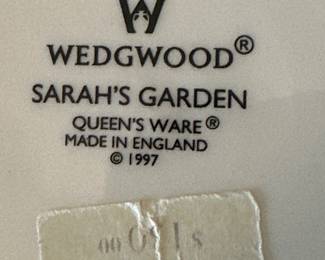 W
WEDGWOOD®
SARAH'S GARDEN
QUEEN'S WARE®
MADE IN ENGLAND
© 1997